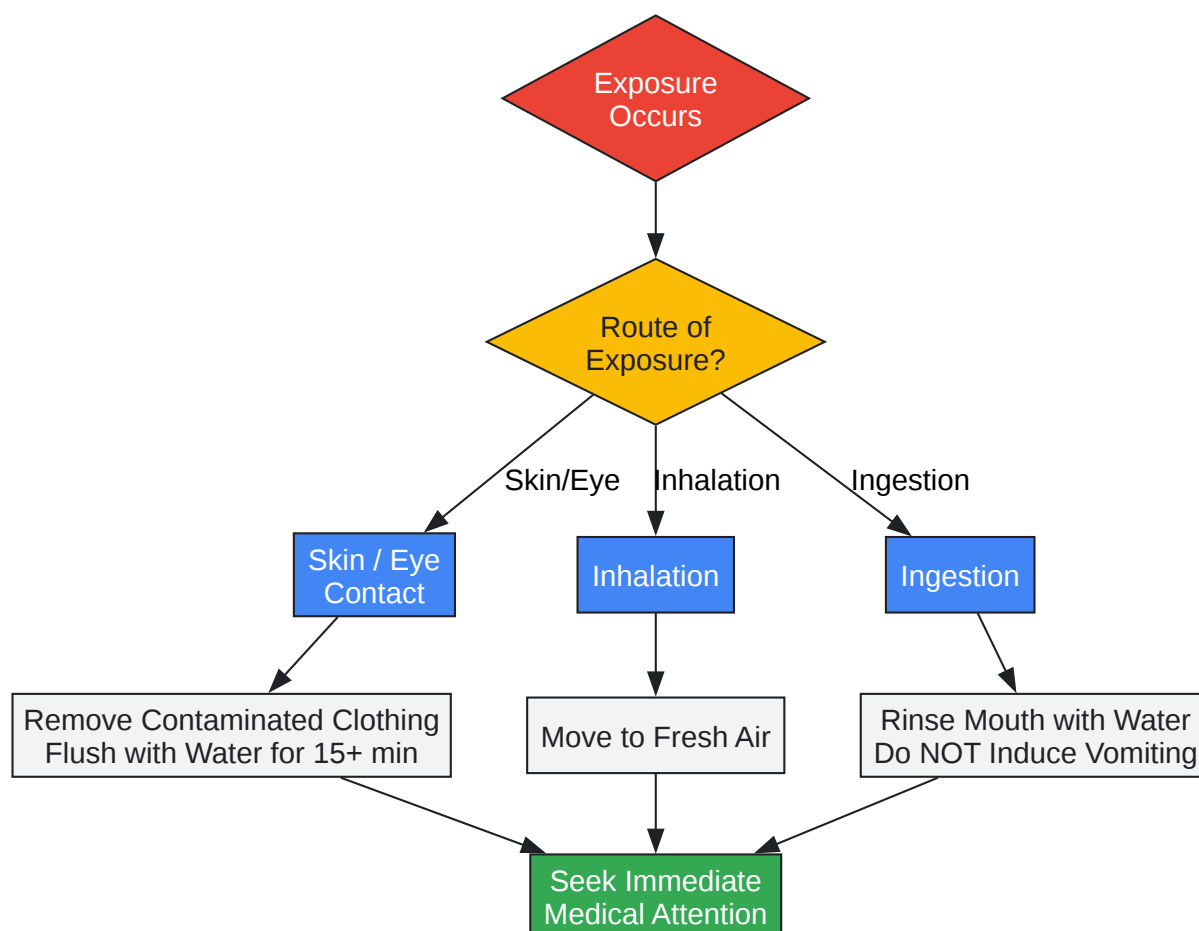 Exposure
Occurs
Route of
Exposure?
Skin/Eye
Inhalation
Ingestion
Skin / Eye
Contact
Inhalation
Ingestion
Remove Contaminated Clothing
Flush with Water for 15+ min
Move to Fresh Air
Rinse Mouth with Water
Do NOT Induce Vomiting
Seek Immediate
Medical Attention